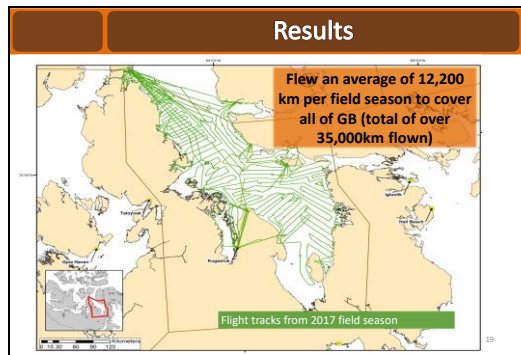 Results
Flew an average of 12,200
km per field season to cover
all of GB (total of over
35,000km flown)
Taloyoak
Igloolik
Hall Beach
Gjoa Haven
Kugaaruk
Kilometers
Flight tracks from 2017 field season
19